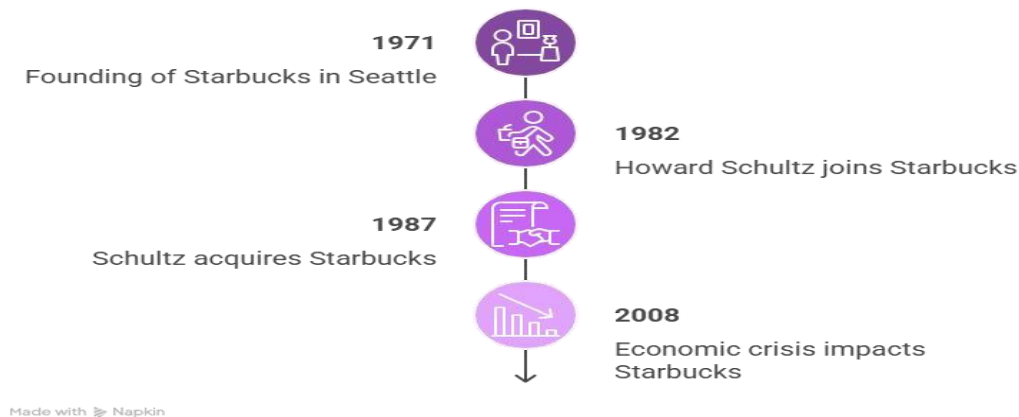 1971
Founding of Starbucks in Seattle
1982
Howard Schultz joins Starbucks
1987
Schultz acquires Starbucks
2008
Economic crisis impacts
Starbucks
Made with Napkin